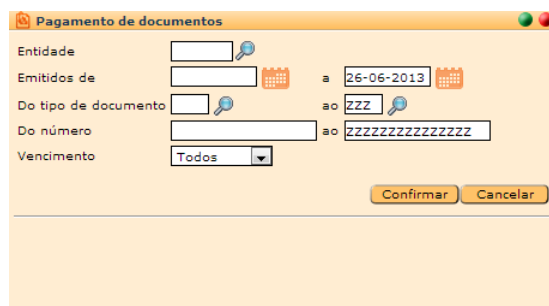 Pagamento de documentos
Entidade
Emitidos de a 26-06-2013
Do tipo de documento ao ZZZ
Do número ao ZZZZZZZZZZZZZZZ
Vencimento Todos
Confirmar Cancelar